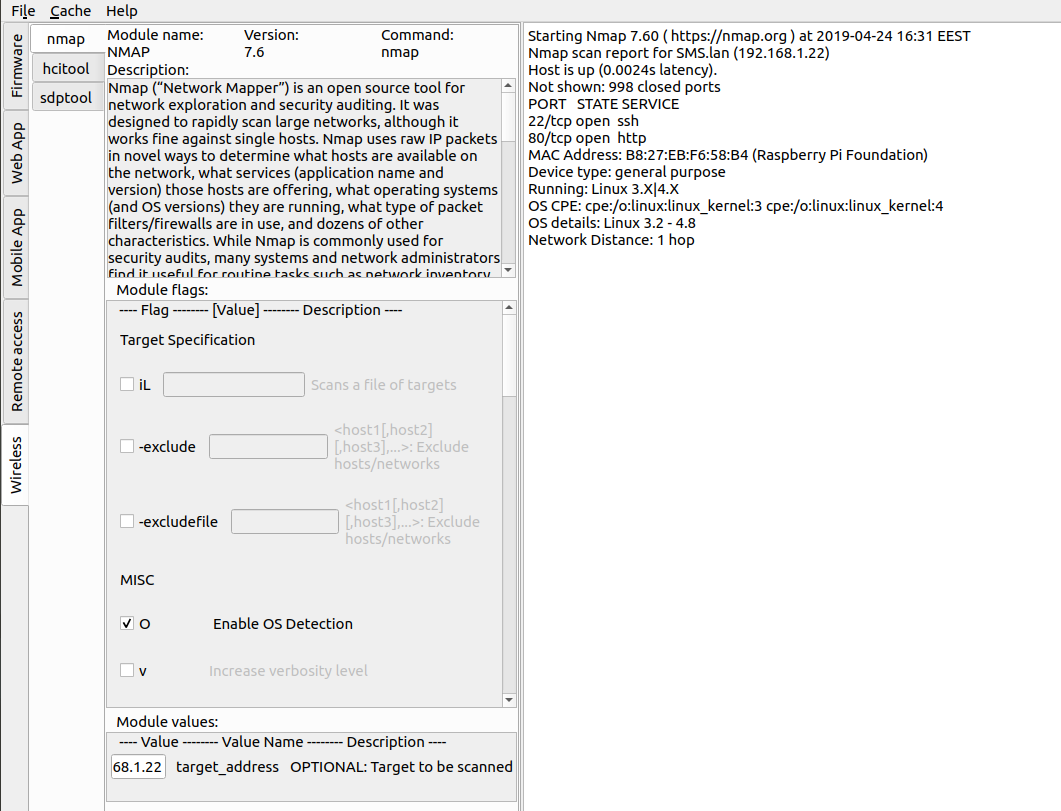 File Cache Help
Firmware
Web App
Mobile App
Remote access
Wireless
nmap
hcitool
sdptool
Module name: Version: Command:
NMAP 7.6 nmap
Description:
Nmap (“Network Mapper”) is an open source tool for
network exploration and security auditing. It was
designed to rapidly scan large networks, although it
works fine against single hosts. Nmap uses raw IP packets
in novel ways to determine what hosts are available on
the network, what services (application name and
version) those hosts are offering, what operating systems
(and OS versions) they are running, what type of packet
filters/firewalls are in use, and dozens of other
characteristics. While Nmap is commonly used for
security audits, many systems and network administrators
find it useful for routine tasks such as network inventory,
Module flags:
---- Flag -------- [Value] -------- Description ----
Target Specification
iL Scans a file of targets
-exclude <host1[,host2]
[,host3],...>: Exclude
hosts/networks
-excludefile <host1[,host2]
[,host3],...>: Exclude
hosts/networks
MISC
O Enable OS Detection
v Increase verbosity level
Module values:
---- Value -------- Value Name -------- Description ----
68.1.22 target_address OPTIONAL: Target to be scanned
Starting Nmap 7.60 ( https://nmap.org ) at 2019-04-24 16:31 EEST
Nmap scan report for SMS.lan (192.168.1.22)
Host is up (0.0024s latency).
Not shown: 998 closed ports
PORT STATE SERVICE
22/tcp open ssh
80/tcp open http
MAC Address: B8:27:EB:F6:58:B4 (Raspberry Pi Foundation)
Device type: general purpose
Running: Linux 3.X|4.X
OS CPE: cpe:/o:linux:linux_kernel:3 cpe:/o:linux:linux_kernel:4
OS details: Linux 3.2 - 4.8
Network Distance: 1 hop